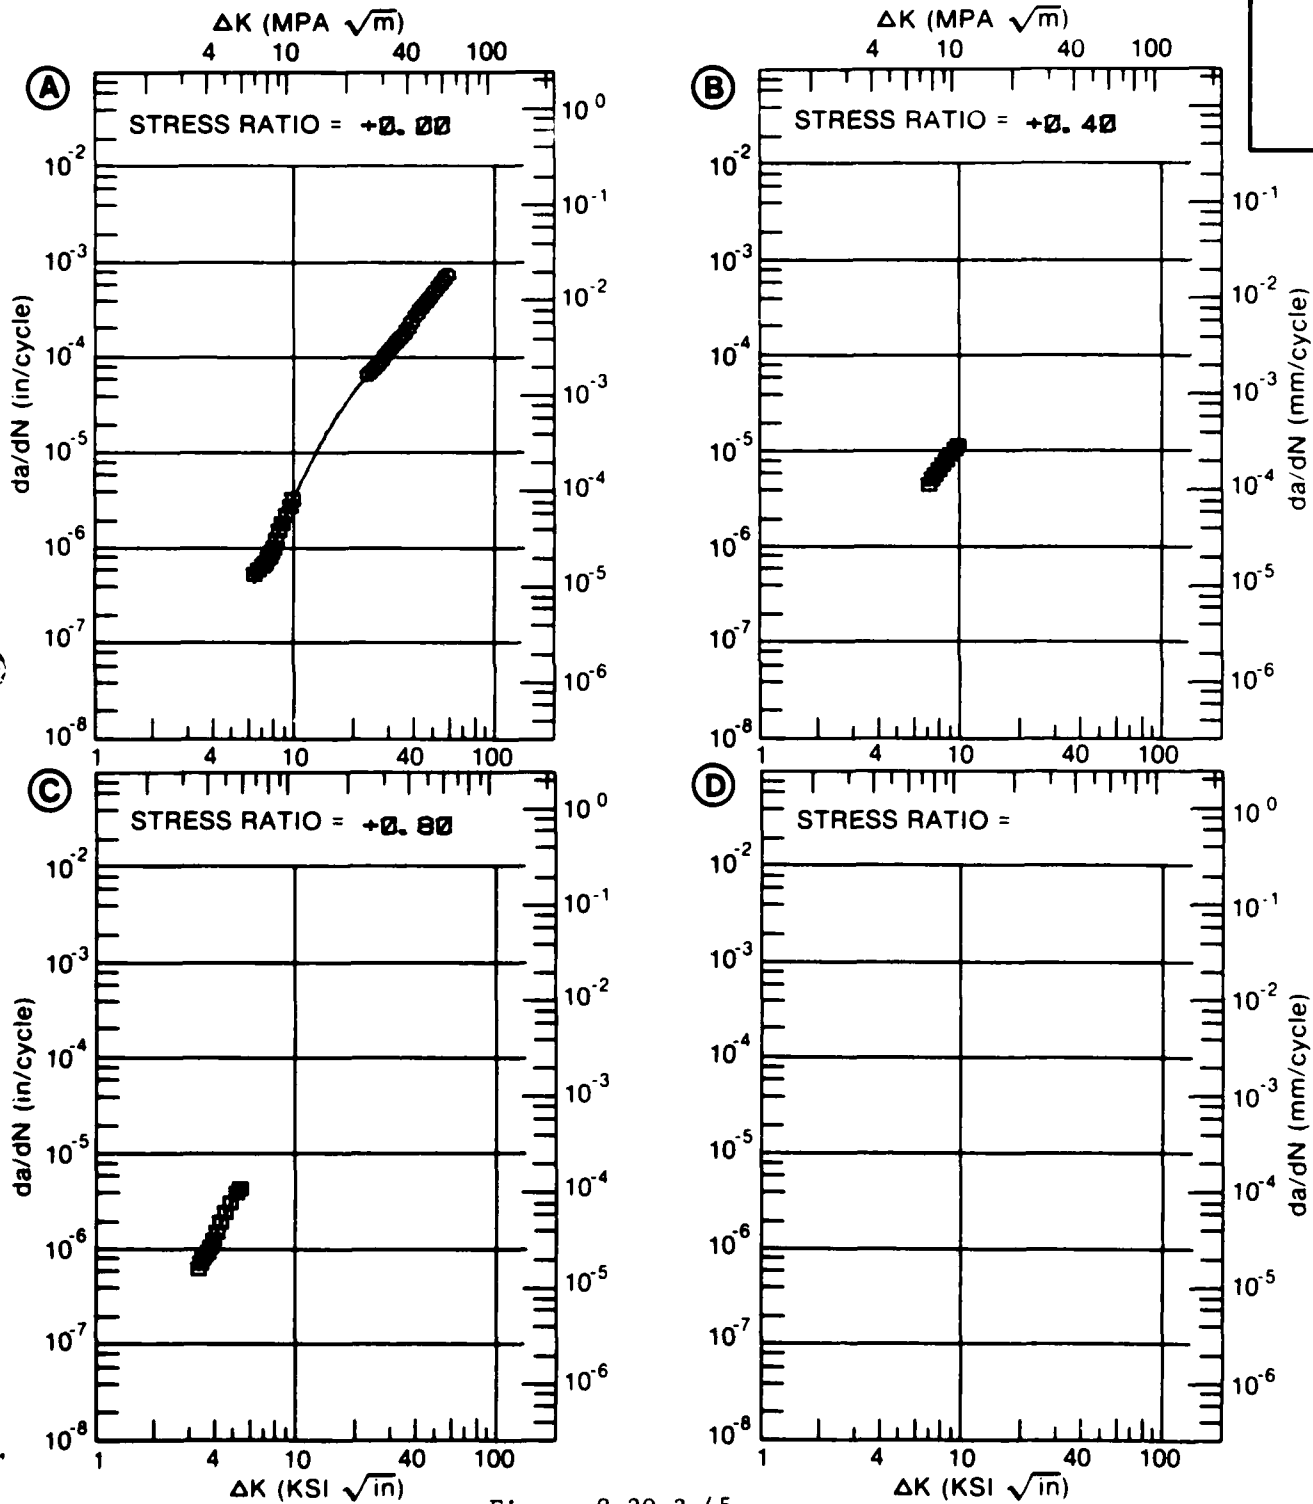 ΔK (MPA √m)
4 10 40 100
A
STRESS RATIO = +0.00
10^-2
10^-3
10^-4
10^-5
10^-6
10^-7
10^-8
da/dN (in/cycle)
10^0
10^-1
10^-2
10^-3
10^-4
10^-5
10^-6
1 4 10 40 100
ΔK (MPA √m)
4 10 40 100
B
STRESS RATIO = +0.40
10^-2
10^-3
10^-4
10^-5
10^-6
10^-7
10^-8
10^-1
10^-2
10^-3
10^-4
10^-5
10^-6
da/dN (mm/cycle)
1 4 10 40 100
C
STRESS RATIO = +0.80
10^-2
10^-3
10^-4
10^-5
10^-6
10^-7
10^-8
da/dN (in/cycle)
10^0
10^-1
10^-2
10^-3
10^-4
10^-5
10^-6
1 4 10 40 100
ΔK (KSI √in)
D
STRESS RATIO =
10^-2
10^-3
10^-4
10^-5
10^-6
10^-7
10^-8
10^0
10^-1
10^-2
10^-3
10^-4
10^-5
10^-6
da/dN (mm/cycle)
1 4 10 40 100
ΔK (KSI √in)